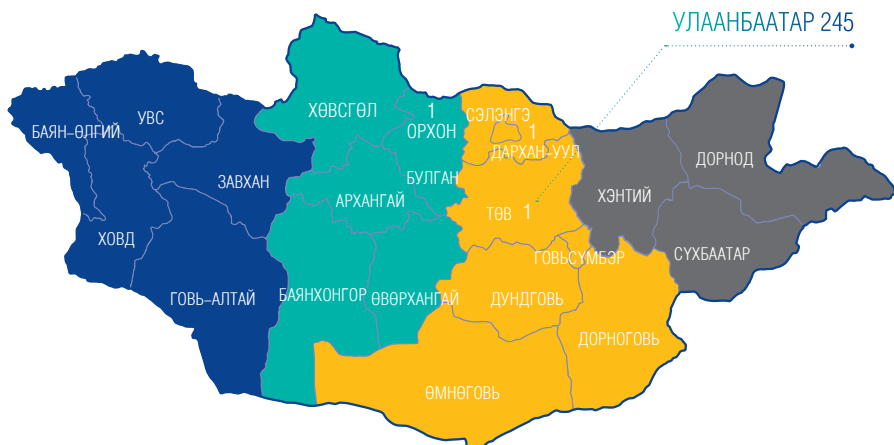 УЛААНБААТАР 245
ХӨВСГӨЛ
1
ОРХОН
СЭЛЭНГЭ
1
ДАРХАН-УУЛ
УВС
БАЯН-ӨЛГИЙ
ДОРНОД
ЗАВХАН
БУЛГАН
ХЭНТИЙ
АРХАНГАЙ
ТӨВ 1
ХОВД
ГОВЬСҮМБЭР
СҮХБААТАР
ГОВЬ-АЛТАЙ
БАЯНХОНГОР
ӨВӨРХАНГАЙ
ДУНДГОВЬ
ДОРНОГОВЬ
ӨМНӨГОВЬ